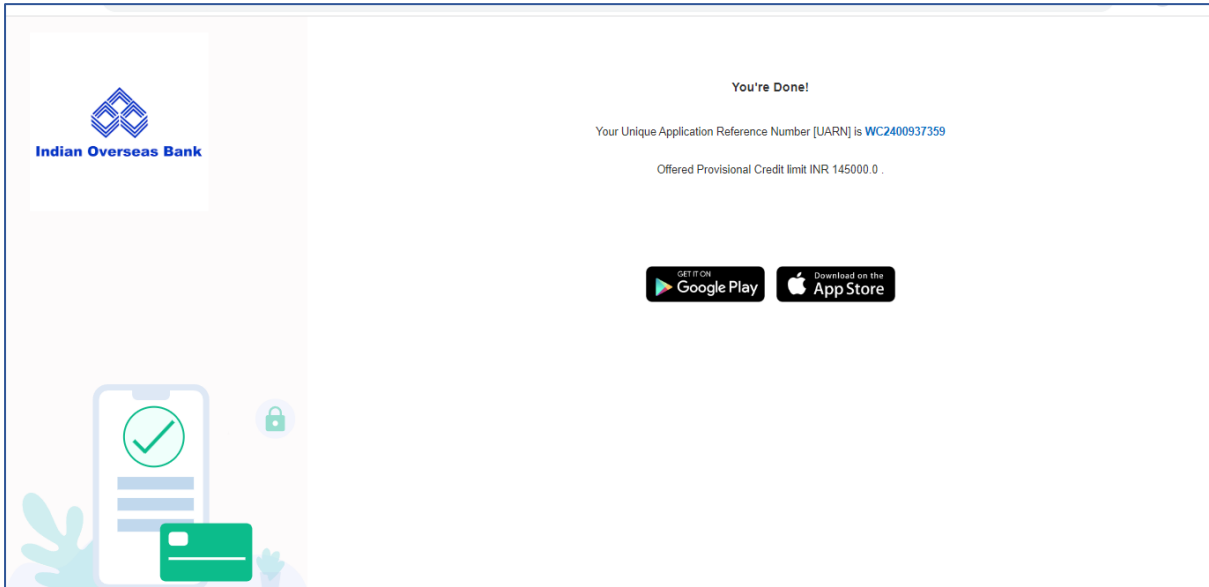 Indian Overseas Bank
You're Done!
Your Unique Application Reference Number [UARN] is WC2400937359
Offered Provisional Credit limit INR 145000.0 .
GET IT ON
Google Play
Download on the
App Store